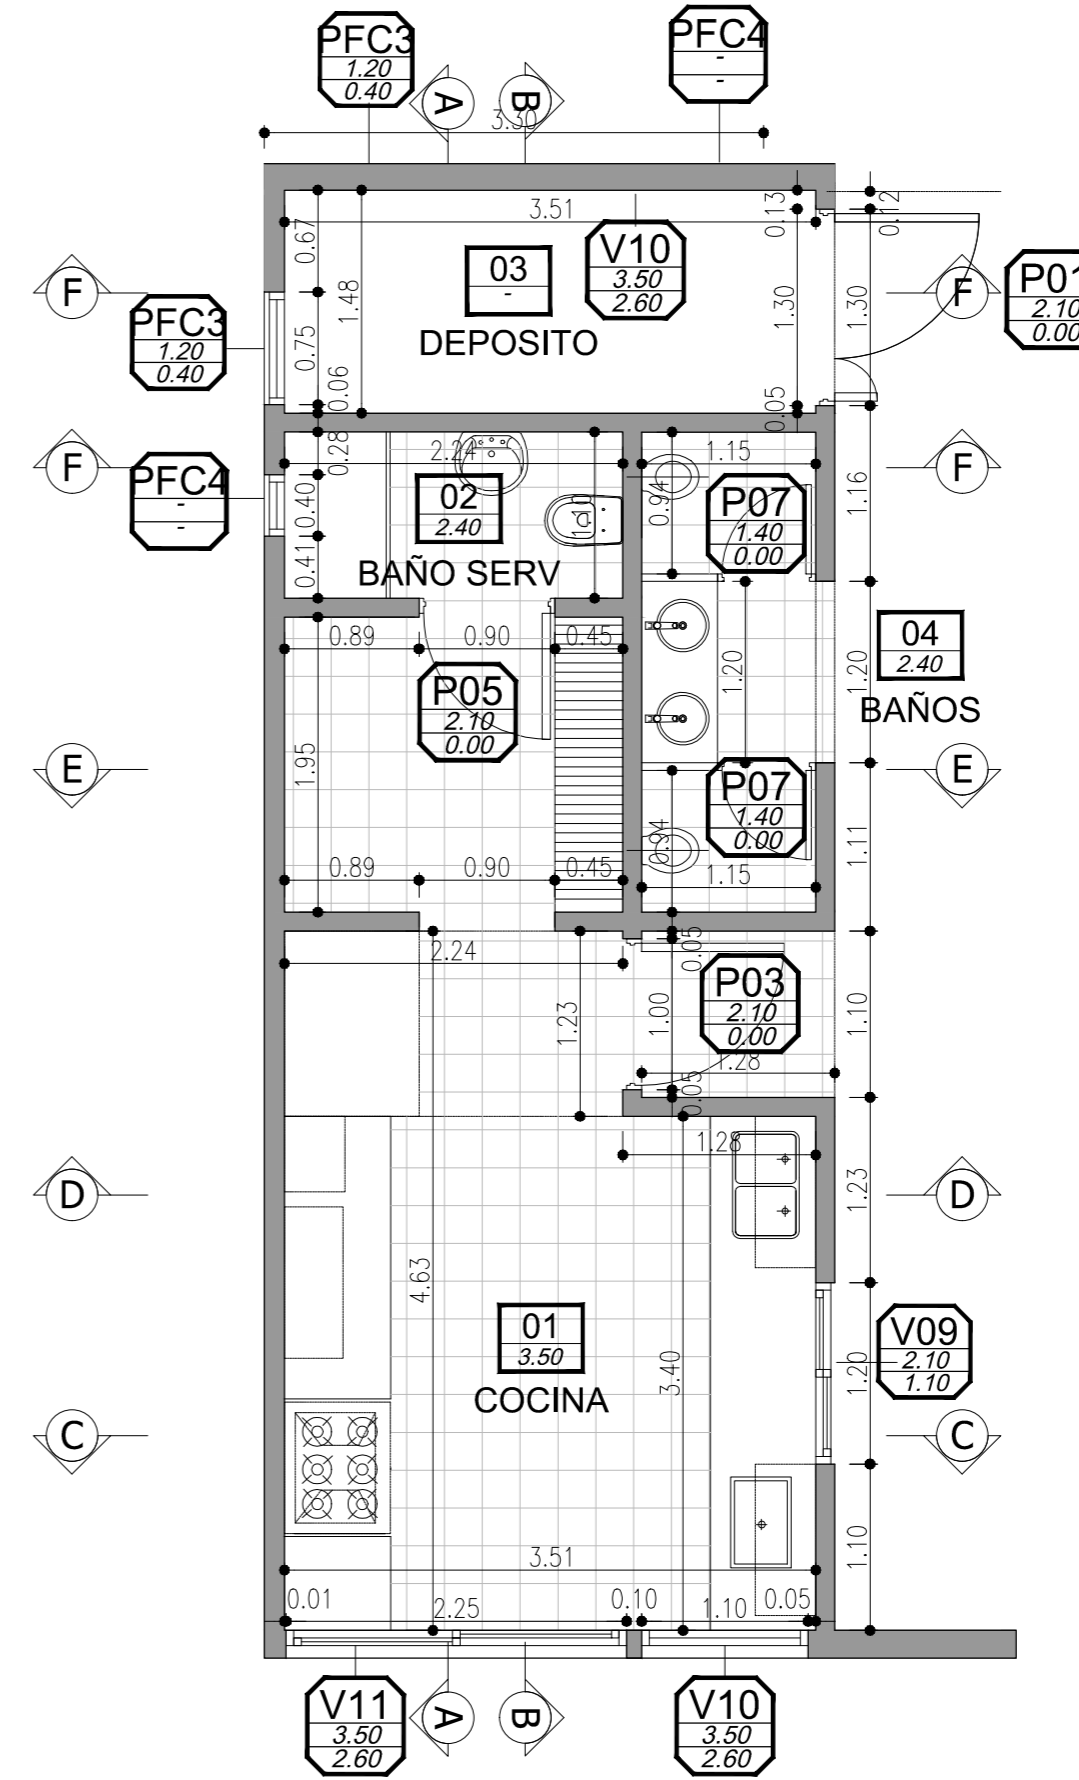 PFC3
1.20
0.40
PFC4
-
-
A
B
3.30
3.51
0.13
0.12
0.67
1.48
03
-
DEPOSITO
V10
3.50
2.60
1.30
1.30
F
F
P01
2.10
0.00
PFC3
1.20
0.40
0.75
0.06
0.05
0.28
2.24
1.15
F
F
PFC4
-
-
0.40
02
2.40
1.10
0.94
P07
1.40
0.00
1.16
0.41
BAÑO SERV
0.89
0.90
0.45
1.20
1.20
04
2.40
BAÑOS
P05
2.10
0.00
1.95
E
E
P07
1.40
0.00
0.94
1.11
0.89
0.90
0.45
1.15
2.24
0.05
1.23
1.00
P03
2.10
0.00
1.10
1.28
0.05
1.28
D
D
1.23
4.63
01
3.50
COCINA
3.40
V09
2.10
1.10
1.20
C
C
3.51
1.10
0.01
2.25
0.10
1.10
0.05
V11
3.50
2.60
A
B
V10
3.50
2.60